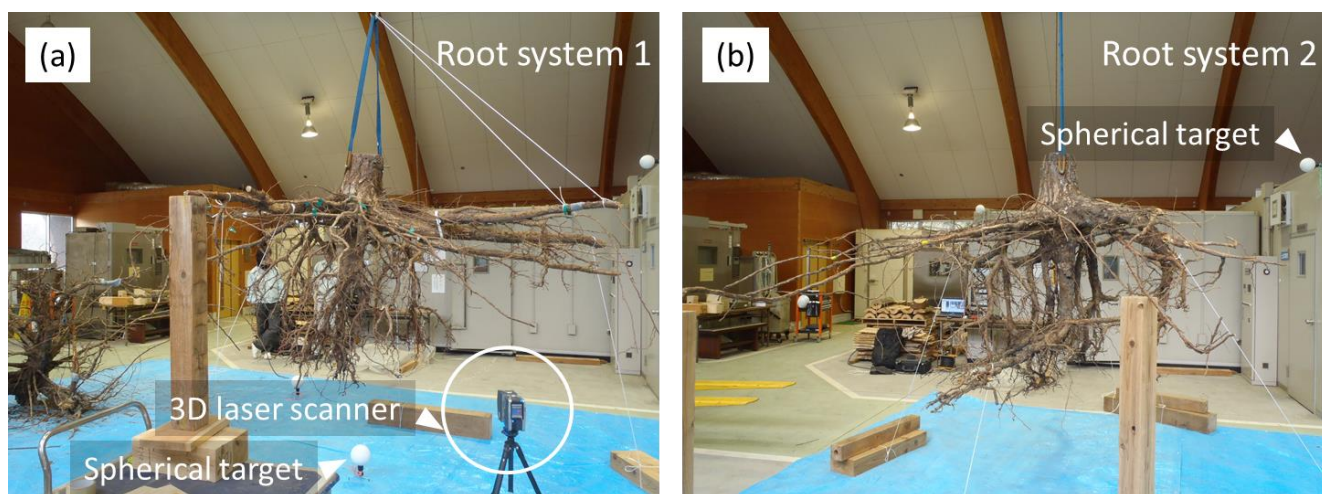 (a)
Root system 1
3D laser scanner
Spherical target
(b)
Root system 2
Spherical target